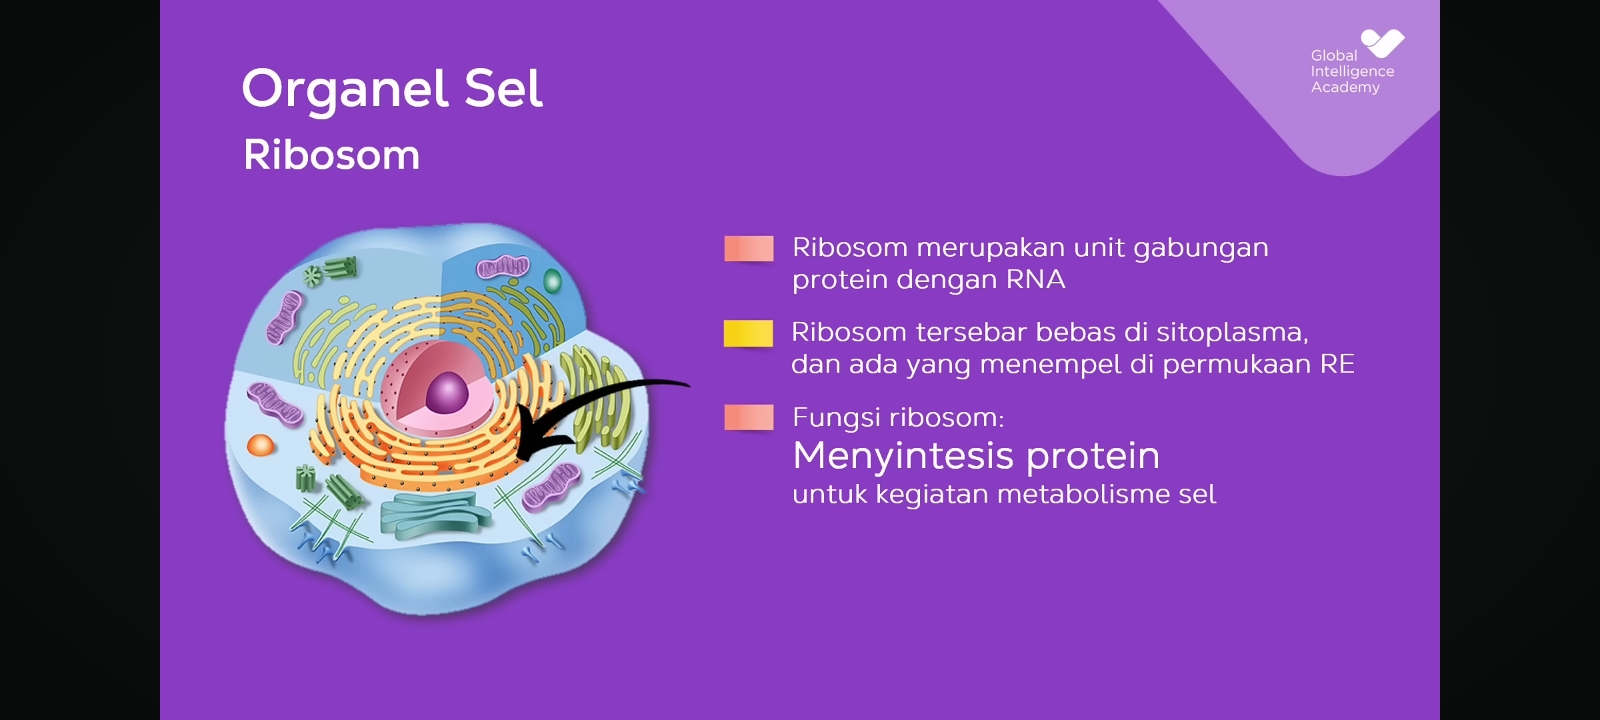 Organel Sel
Ribosom
Global
Intelligence
Academy
Ribosom merupakan unit gabungan
protein dengan RNA
Ribosom tersebar bebas di sitoplasma,
dan ada yang menempel di permukaan RE
Fungsi ribosom:
Menyintesis protein
untuk kegiatan metabolisme sel